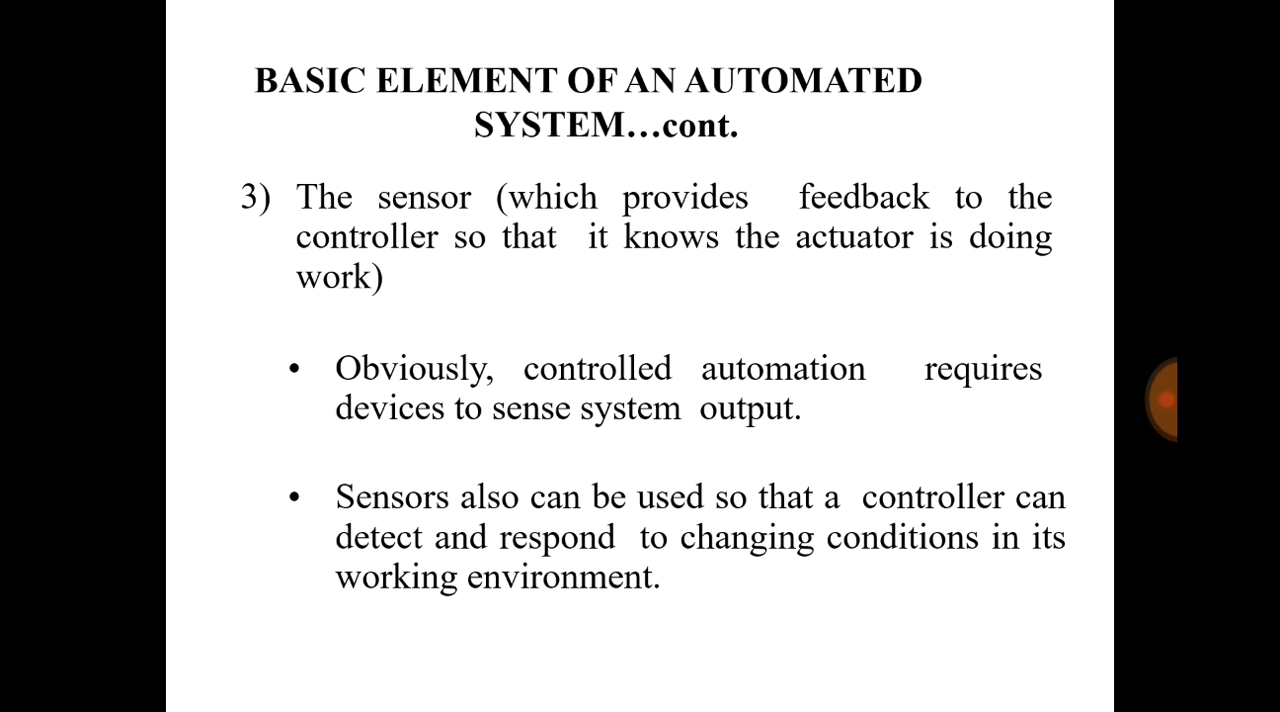 BASIC ELEMENT OF AN AUTOMATED
SYSTEM…cont.
3) The sensor (which provides feedback to the
controller so that it knows the actuator is doing
work)
• Obviously, controlled automation requires
devices to sense system output.
• Sensors also can be used so that a controller can
detect and respond to changing conditions in its
working environment.